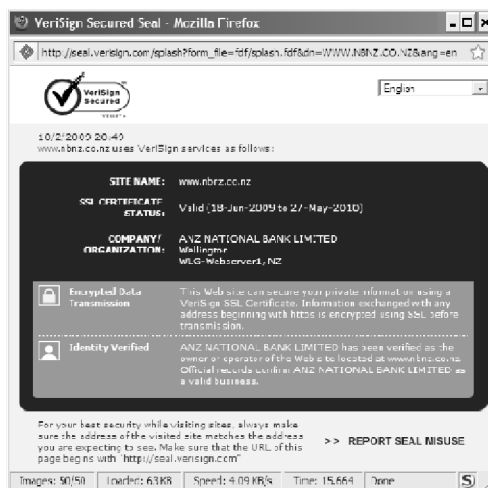 VeriSign Secured Seal - Mozilla Firefox
http://seal.verisign.com/splash?form_file=fdf/splash.fdf&dn=WWW.NBNZ.CO.NZ&lang=en
VeriSign
Secured
English
10/2/2009 20:49
www.nbnz.co.nz uses VeriSign services as follows:
SITE NAME: www.nbnz.co.nz
SSL CERTIFICATE
STATUS: Valid (18-Jun-2009 to 27-May-2010)
COMPANY/
ORGANIZATION: ANZ NATIONAL BANK LIMITED
Wellington
WLG-Webserver1, NZ
Encrypted Data
Transmission
This Web site can secure your private information using a
VeriSign SSL Certificate. Information exchanged with any
address beginning with https is encrypted using SSL before
transmission.
Identity Verified
ANZ NATIONAL BANK LIMITED has been verified as the
owner or operator of the Web site located at www.nbnz.co.nz.
Official records confirm ANZ NATIONAL BANK LIMITED as
a valid business.
For your best security while visiting sites, always make
sure the address of the visited site matches the address
you are expecting to see. Make sure that the URL of this
page begins with "http://seal.verisign.com"
>> REPORT SEAL MISUSE
Images: 50/50 Loaded: 63 KB Speed: 4.09 KB/s Time: 15.664 Done